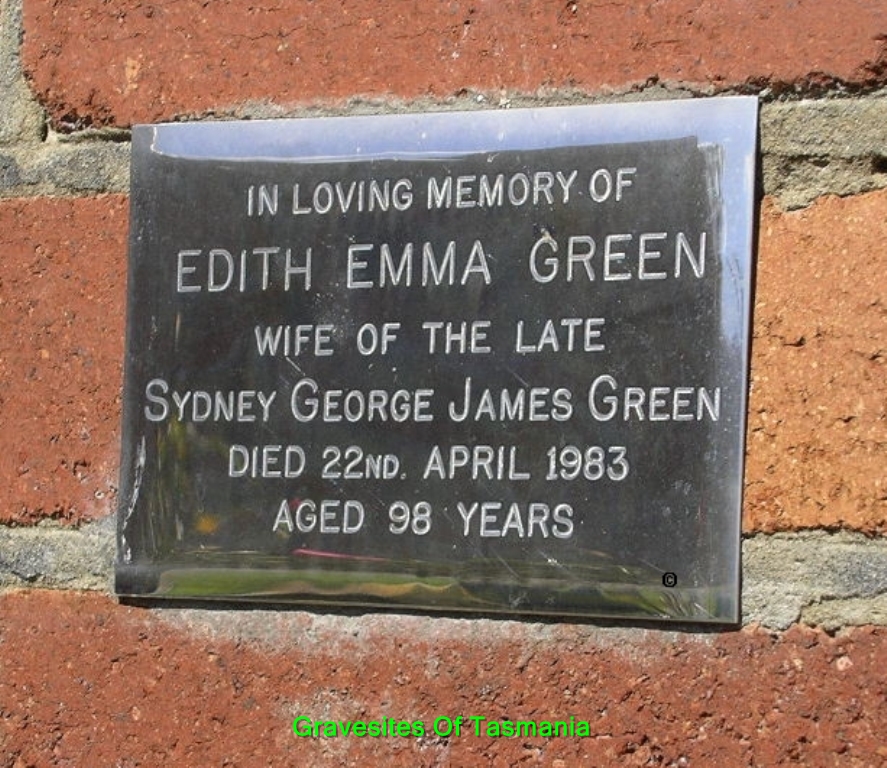 IN LOVING MEMORY OF
EDITH EMMA GREEN
WIFE OF THE LATE
SYDNEY GEORGE JAMES GREEN
DIED 22ND. APRIL 1983
AGED 98 YEARS
©
Gravesites Of Tasmania